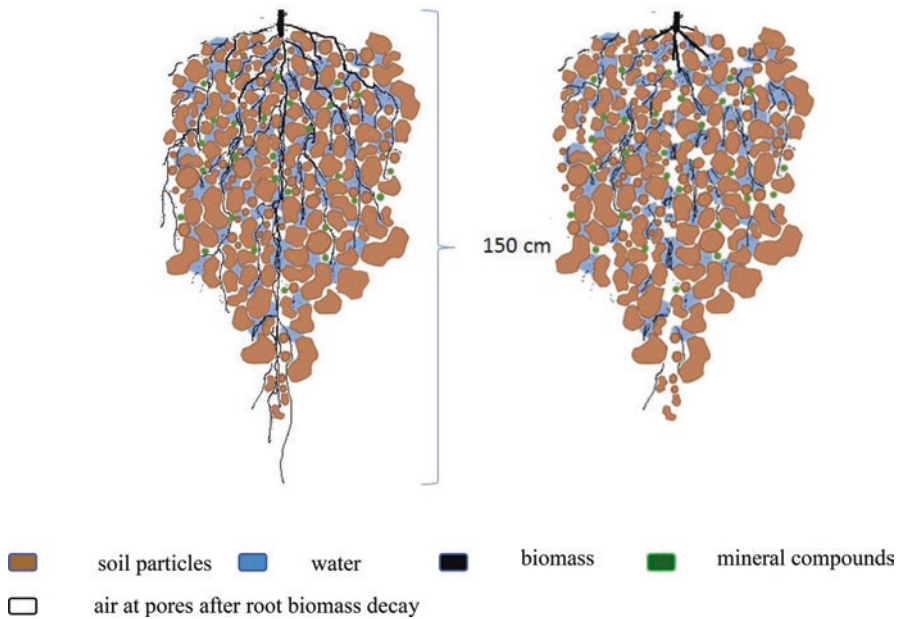 150 cm
soil particles water biomass mineral compounds
air at pores after root biomass decay